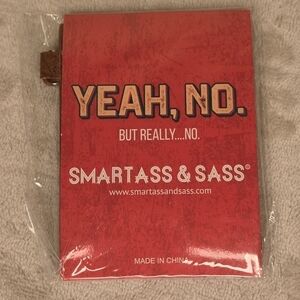 YEAH, NO.
BUT REALLY....NO.
SMARTASS & SASS©
www.smartassandsass.com
MADE IN CHINA